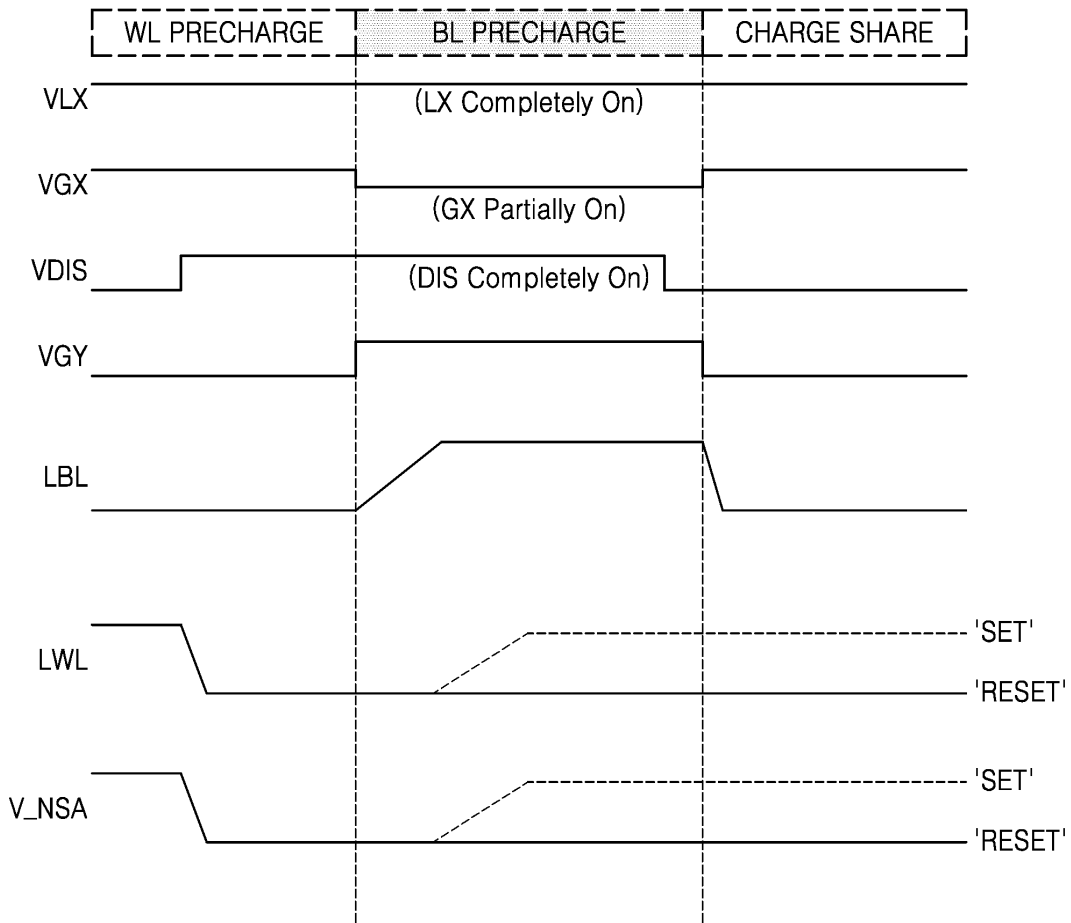 WL PRECHARGE BL PRECHARGE CHARGE SHARE
VLX (LX Completely On)
VGX (GX Partially On)
VDIS (DIS Completely On)
VGY
LBL
LWL 'SET'
'RESET'
V_NSA 'SET'
'RESET'